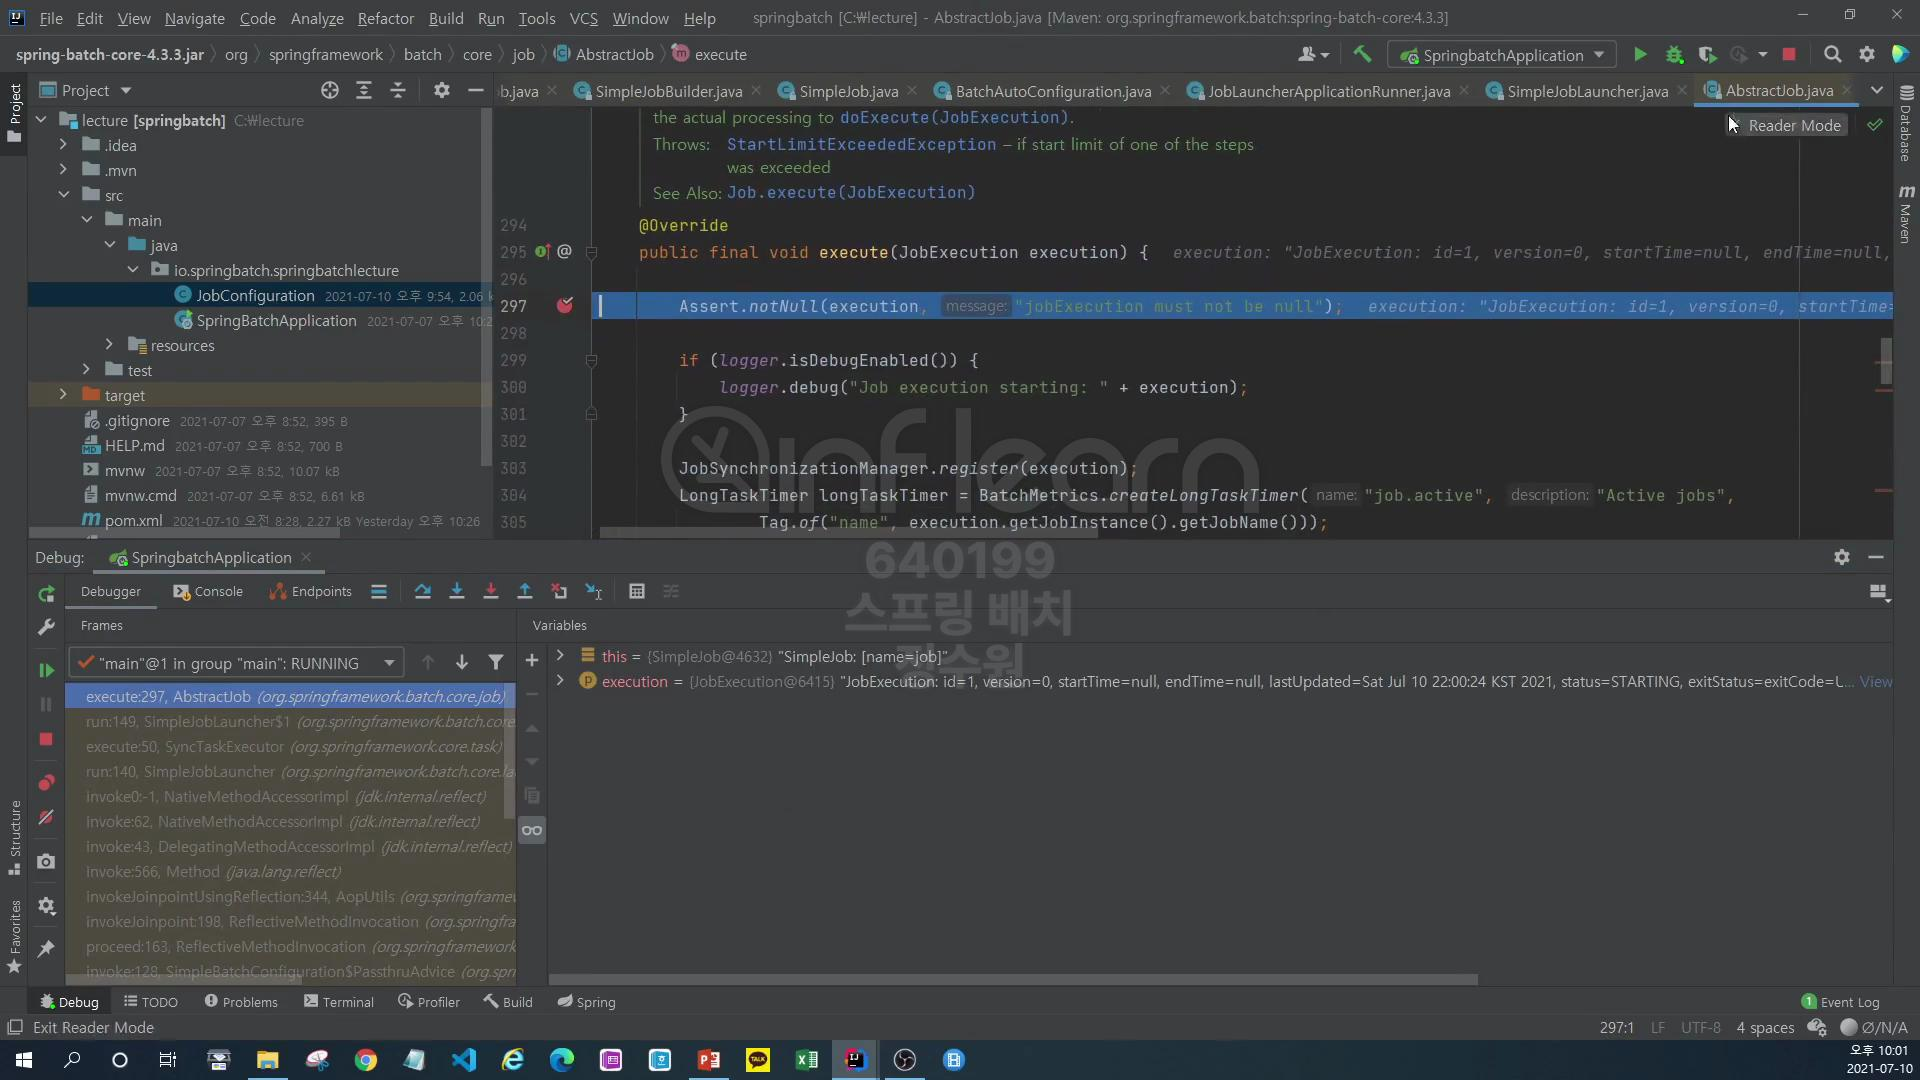 File Edit View Navigate Code Analyze Refactor Build Run Tools VCS Window Help springbatch [C:\lecture] - AbstractJob.java [Maven: org.springframework.batch:spring-batch-core:4.3.3]
spring-batch-core-4.3.3.jar org springframework batch core job AbstractJob execute SpringbatchApplication
Project
b.java SimpleJobBuilder.java SimpleJob.java BatchAutoConfiguration.java JobLauncherApplicationRunner.java SimpleJobLauncher.java AbstractJob.java
Reader Mode
Project
Database
Maven
Structure
Favorites
lecture [springbatch] C:\lecture
.idea
.mvn
src
main
java
io.springbatch.springbatchlecture
JobConfiguration 2021-07-10 오후 9:54, 2.06 k
SpringBatchApplication 2021-07-07 오후 10:2
resources
test
target
.gitignore 2021-07-07 오후 8:52, 395 B
HELP.md 2021-07-07 오후 8:52, 700 B
mvnw 2021-07-07 오후 8:52, 10.07 kB
mvnw.cmd 2021-07-07 오후 8:52, 6.61 kB
pom.xml 2021-07-10 오전 8:28, 2.27 kB Yesterday 오후 10:26
the actual processing to doExecute(JobExecution).
Throws: StartLimitExceededException – if start limit of one of the steps
was exceeded
See Also: Job.execute(JobExecution)
294 @Override
295 @ public final void execute(JobExecution execution) { execution: "JobExecution: id=1, version=0, startTime=null, endTime=null,
296
297 Assert.notNull(execution, message: "jobExecution must not be null"); execution: "JobExecution: id=1, version=0, startTime=
298
299 if (logger.isDebugEnabled()) {
300 logger.debug("Job execution starting: " + execution);
301 }
302
303 JobSynchronizationManager.register(execution);
304 LongTaskTimer longTaskTimer = BatchMetrics.createLongTaskTimer( name: "job.active", description: "Active jobs",
305 Tag.of("name", execution.getJobInstance().getJobName()));
inflearn
640199
스프링 배치
정수원
Debug: SpringbatchApplication
Debugger Console Endpoints
Frames
Variables
"main"@1 in group "main": RUNNING
execute:297, AbstractJob (org.springframework.batch.core.job)
run:149, SimpleJobLauncher$1 (org.springframework.batch.core
execute:50, SyncTaskExecutor (org.springframework.core.task)
run:140, SimpleJobLauncher (org.springframework.batch.core.la
invoke0:-1, NativeMethodAccessorImpl (jdk.internal.reflect)
invoke:62, NativeMethodAccessorImpl (jdk.internal.reflect)
invoke:43, DelegatingMethodAccessorImpl (jdk.internal.reflect)
invoke:566, Method (java.lang.reflect)
invokeJoinpointUsingReflection:344, AopUtils (org.springframew
invokeJoinpoint:198, ReflectiveMethodInvocation (org.springfra
proceed:163, ReflectiveMethodInvocation (org.springframework
invoke:128, SimpleBatchConfiguration$PassthruAdvice (org.spri
this = {SimpleJob@4632} "SimpleJob: [name=job]"
execution = {JobExecution@6415} "JobExecution: id=1, version=0, startTime=null, endTime=null, lastUpdated=Sat Jul 10 22:00:24 KST 2021, status=STARTING, exitStatus=exitCode=U... View
Debug TODO Problems Terminal Profiler Build Spring 1 Event Log
Exit Reader Mode 297:1 LF UTF-8 4 spaces Ø/N/A
TALK
오후 10:01
2021-07-10